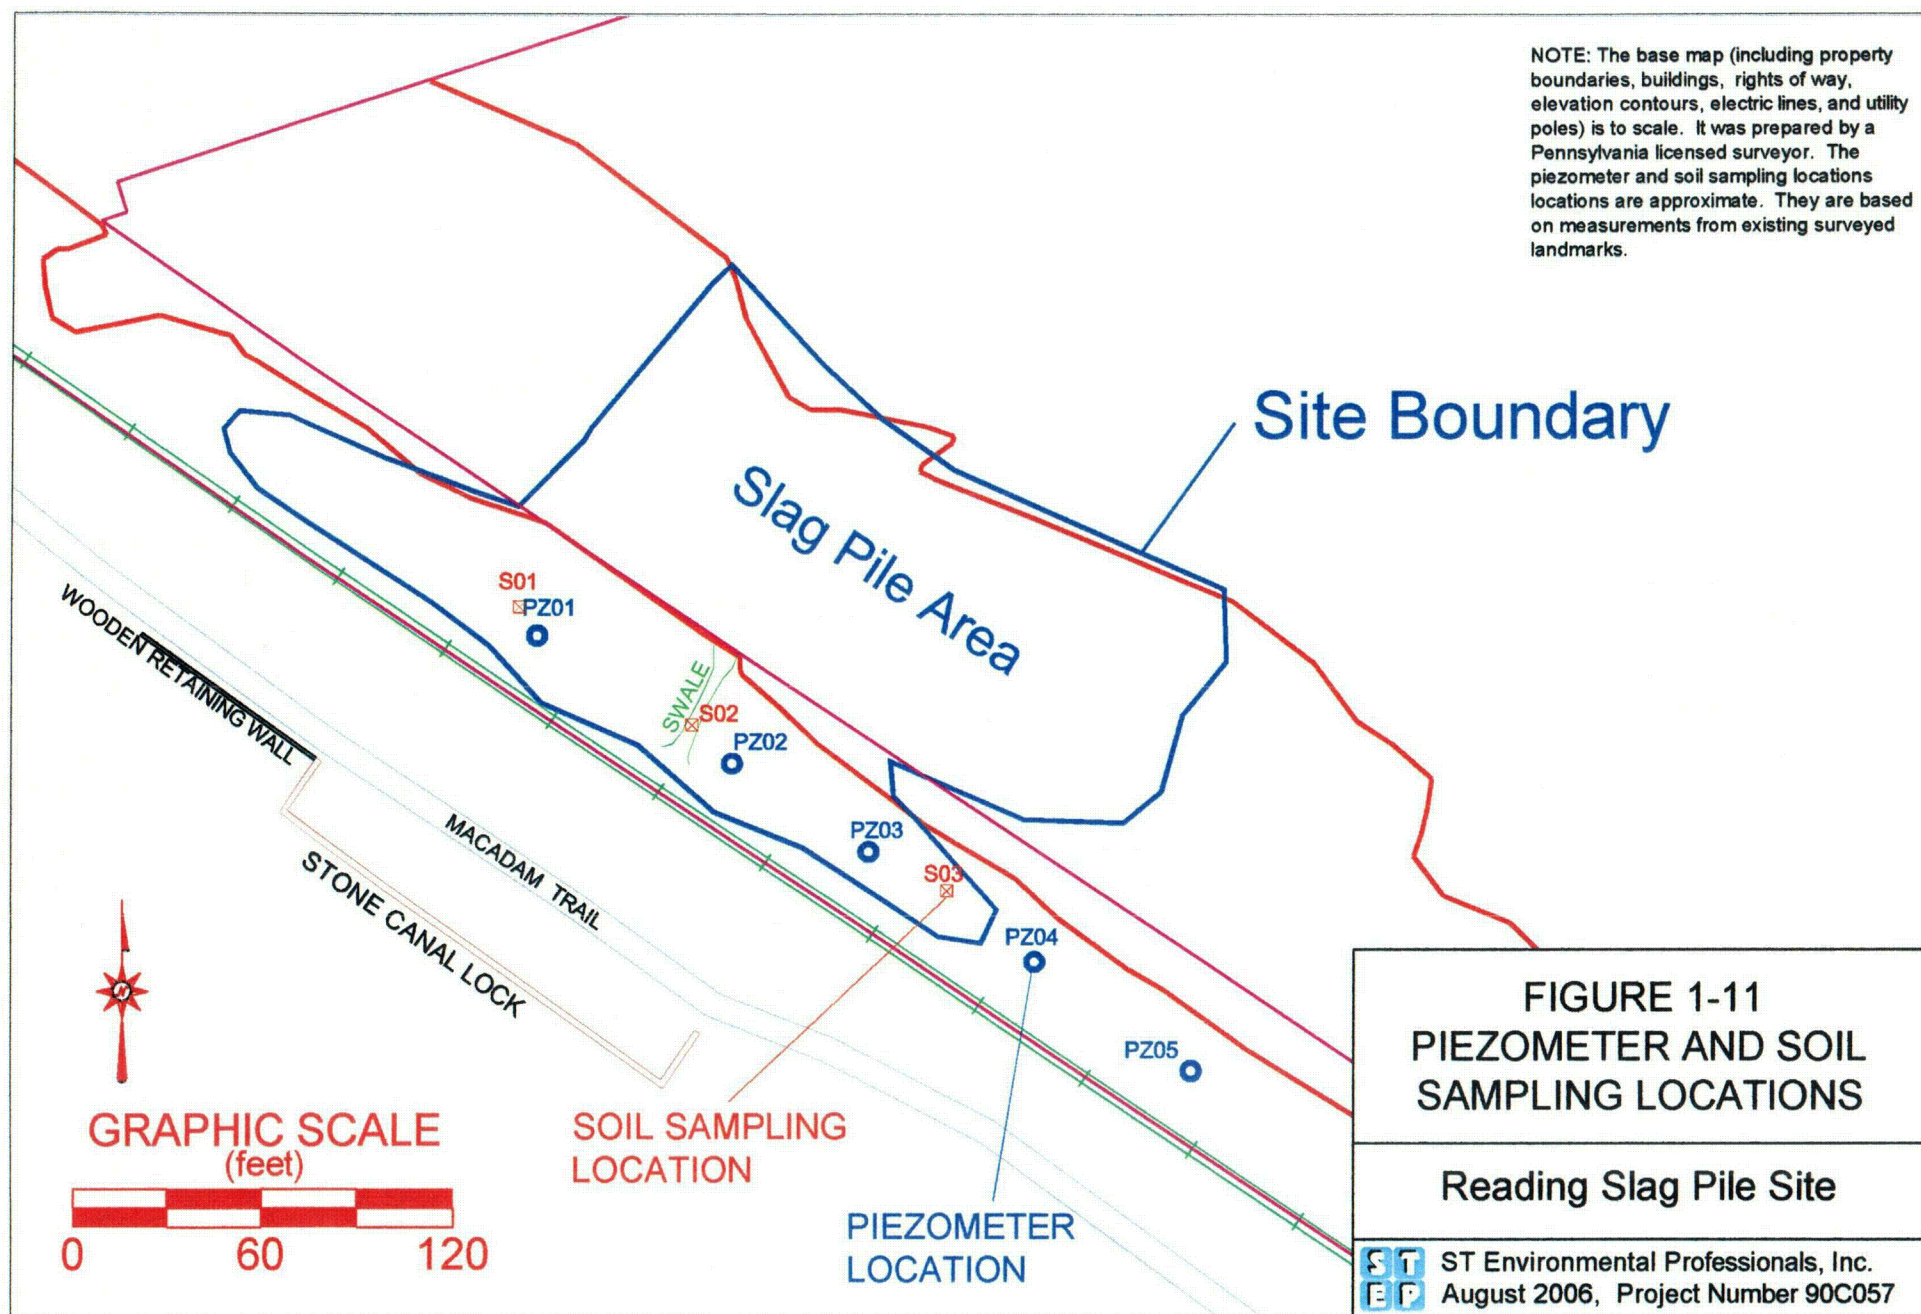 NOTE: The base map (including property
boundaries, buildings, rights of way,
elevation contours, electric lines, and utility
poles) is to scale. It was prepared by a
Pennsylvania licensed surveyor. The
piezometer and soil sampling locations
locations are approximate. They are based
on measurements from existing surveyed
landmarks.
Site Boundary
Slag Pile Area
S01
PZ01
SWALE
S02
PZ02
PZ03
S03
PZ04
PZ05
WOODEN RETAINING WALL
MACADAM TRAIL
STONE CANAL LOCK
N
GRAPHIC SCALE
(feet)
0 60 120
SOIL SAMPLING
LOCATION
PIEZOMETER
LOCATION
FIGURE 1-11
PIEZOMETER AND SOIL
SAMPLING LOCATIONS
Reading Slag Pile Site
ST
EP
ST Environmental Professionals, Inc.
August 2006, Project Number 90C057